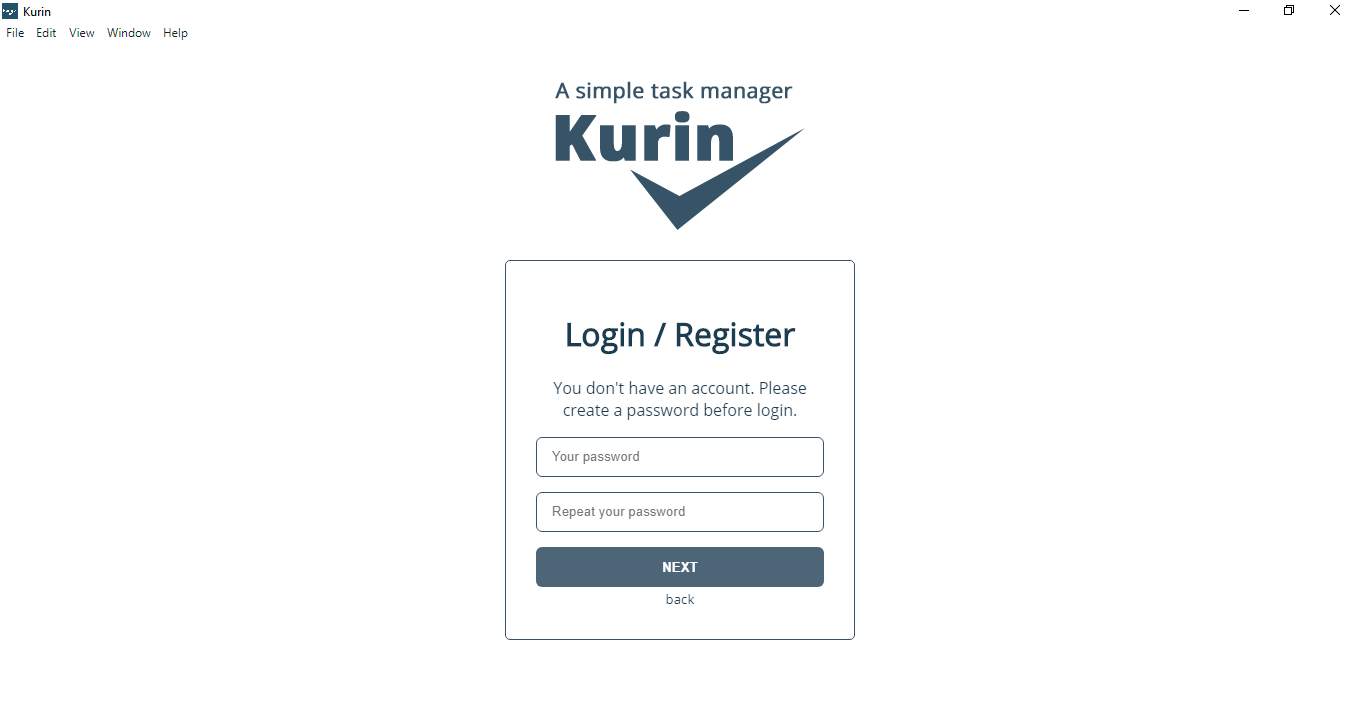 Kurin
File Edit View Window Help
A simple task manager
Kurin
Login / Register
You don't have an account. Please
create a password before login.
Your password
Repeat your password
NEXT
back